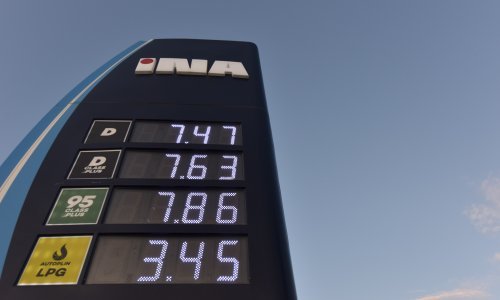 INA
D 7.47
D CLASS PLUS 7.63
95 CLASS PLUS 7.86
AUTOPLIN LPG 3.45